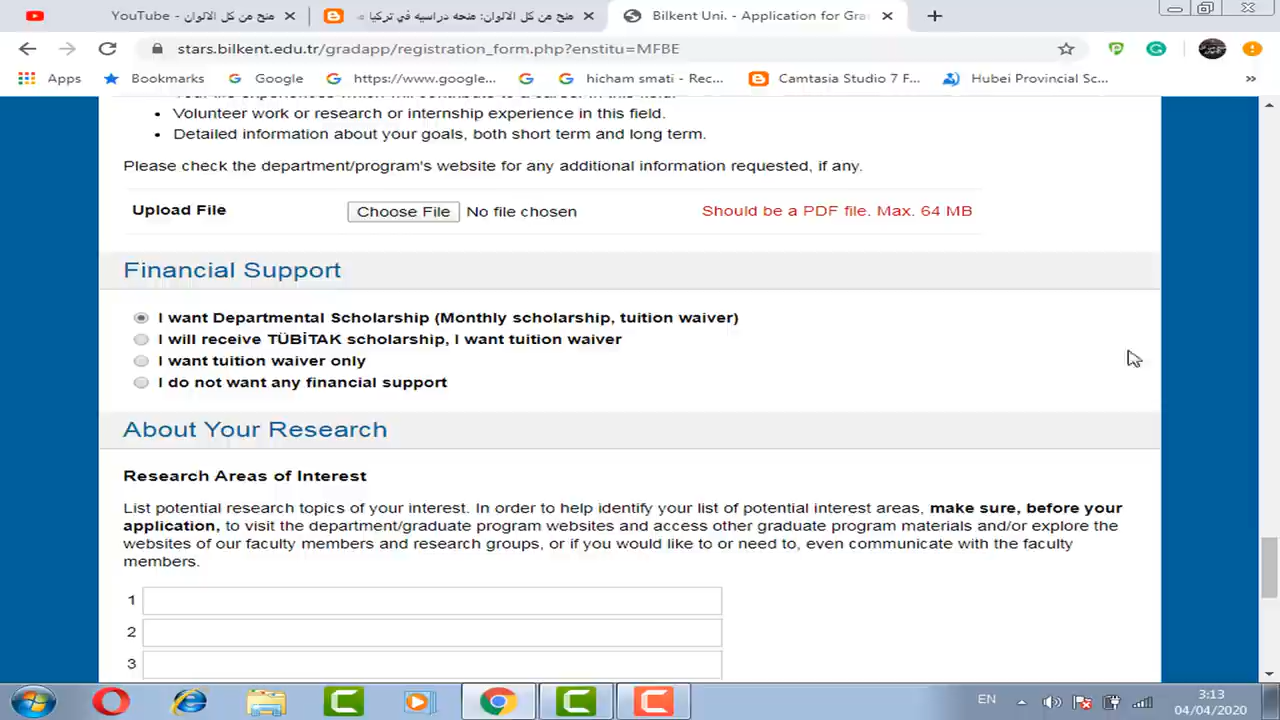 YouTube - منح من كل الالوان
منح من كل الالوان: منحه دراسيه في تركيا
Bilkent Uni. - Application for Gra
stars.bilkent.edu.tr/gradapp/registration_form.php?enstitu=MFBE
Apps Bookmarks Google https://www.google... hicham smati - Rec... Camtasia Studio 7 F... Hubei Provincial Sc... »
• Volunteer work or research or internship experience in this field.
• Detailed information about your goals, both short term and long term.
Please check the department/program's website for any additional information requested, if any.
Upload File Choose File No file chosen Should be a PDF file. Max. 64 MB
Financial Support
I want Departmental Scholarship (Monthly scholarship, tuition waiver)
I will receive TÜBİTAK scholarship, I want tuition waiver
I want tuition waiver only
I do not want any financial support
About Your Research
Research Areas of Interest
List potential research topics of your interest. In order to help identify your list of potential interest areas, make sure, before your
application, to visit the department/graduate program websites and access other graduate program materials and/or explore the
websites of our faculty members and research groups, or if you would like to or need to, even communicate with the faculty
members.
1
2
3
EN 3:13
04/04/2020